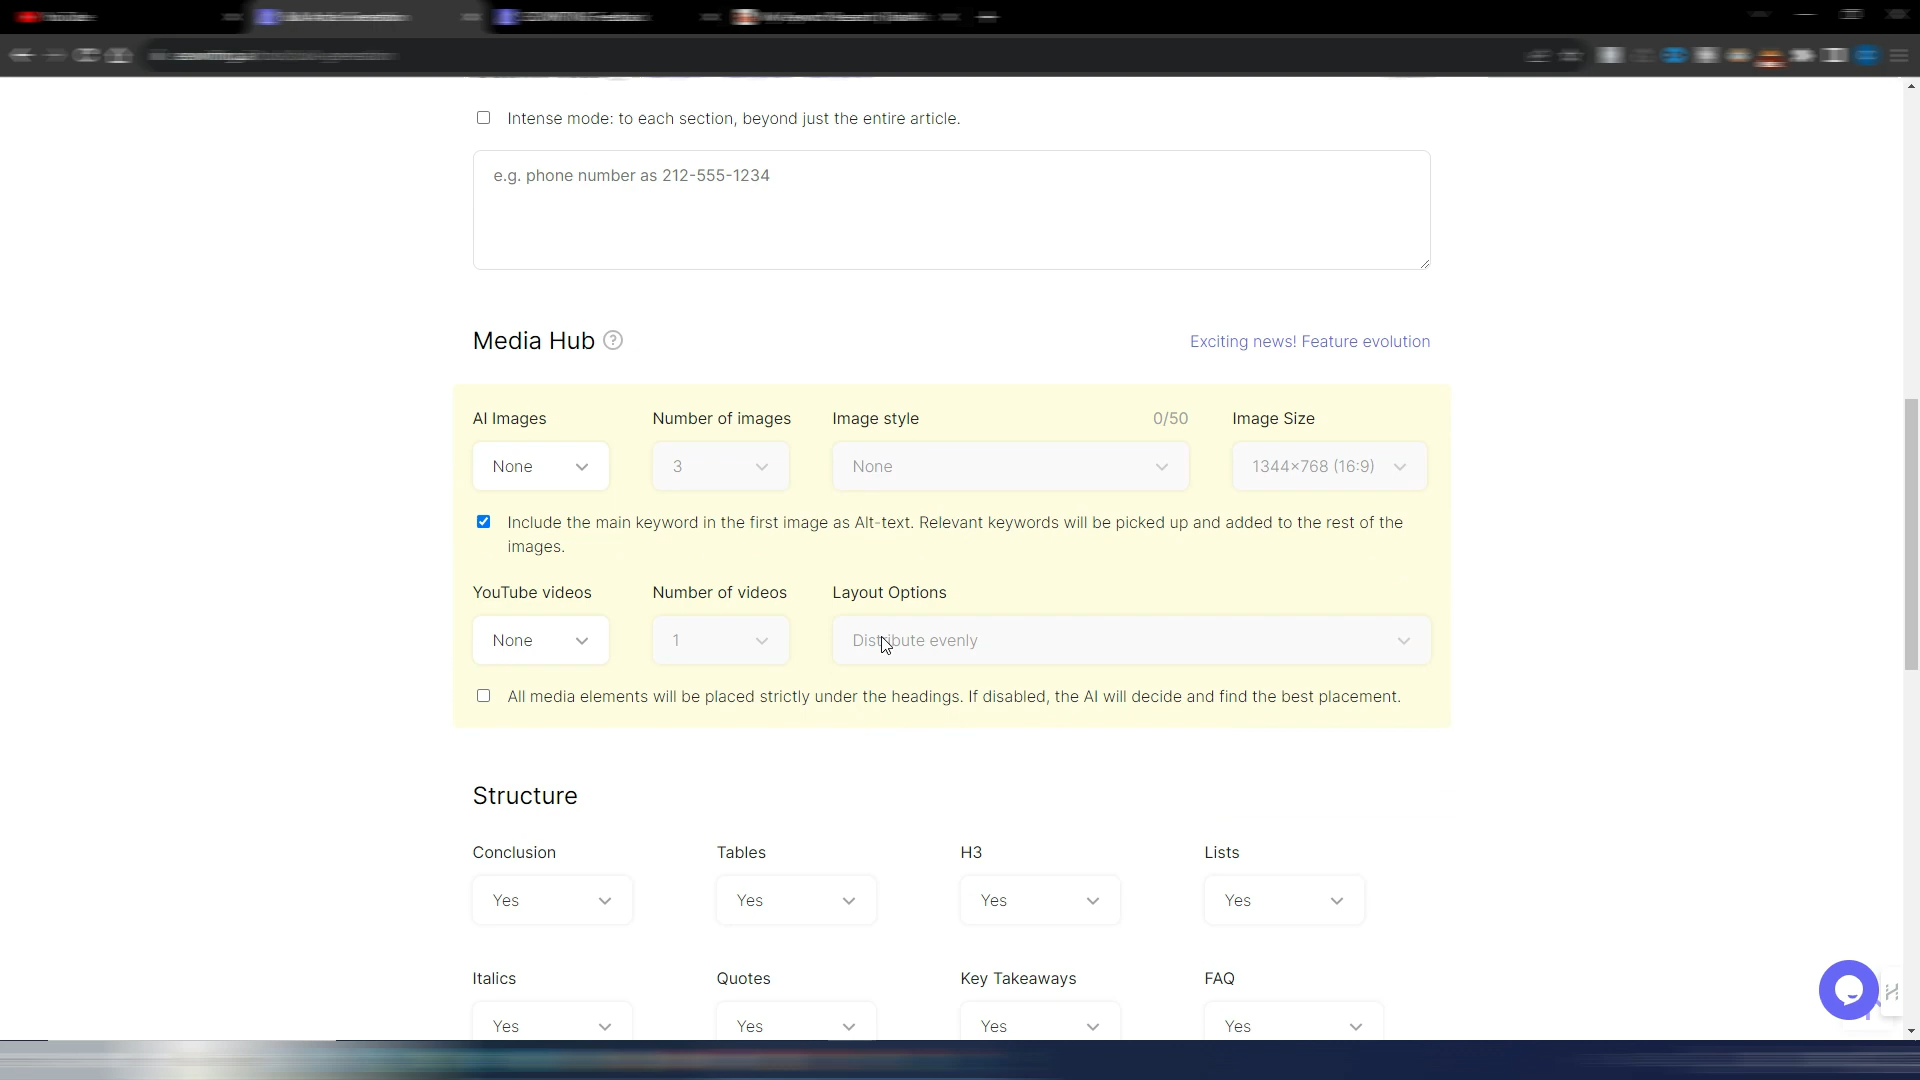 Intense mode: to each section, beyond just the entire article.
e.g. phone number as 212-555-1234
Media Hub ?
Exciting news! Feature evolution
AI Images
Number of images
Image style
0/50
Image Size
None
3
None
1344×768 (16:9)
Include the main keyword in the first image as Alt-text. Relevant keywords will be picked up and added to the rest of the
images.
YouTube videos
Number of videos
Layout Options
None
1
Distribute evenly
All media elements will be placed strictly under the headings. If disabled, the AI will decide and find the best placement.
Structure
Conclusion
Tables
H3
Lists
Yes
Yes
Yes
Yes
Italics
Quotes
Key Takeaways
FAQ
Yes
Yes
Yes
Yes